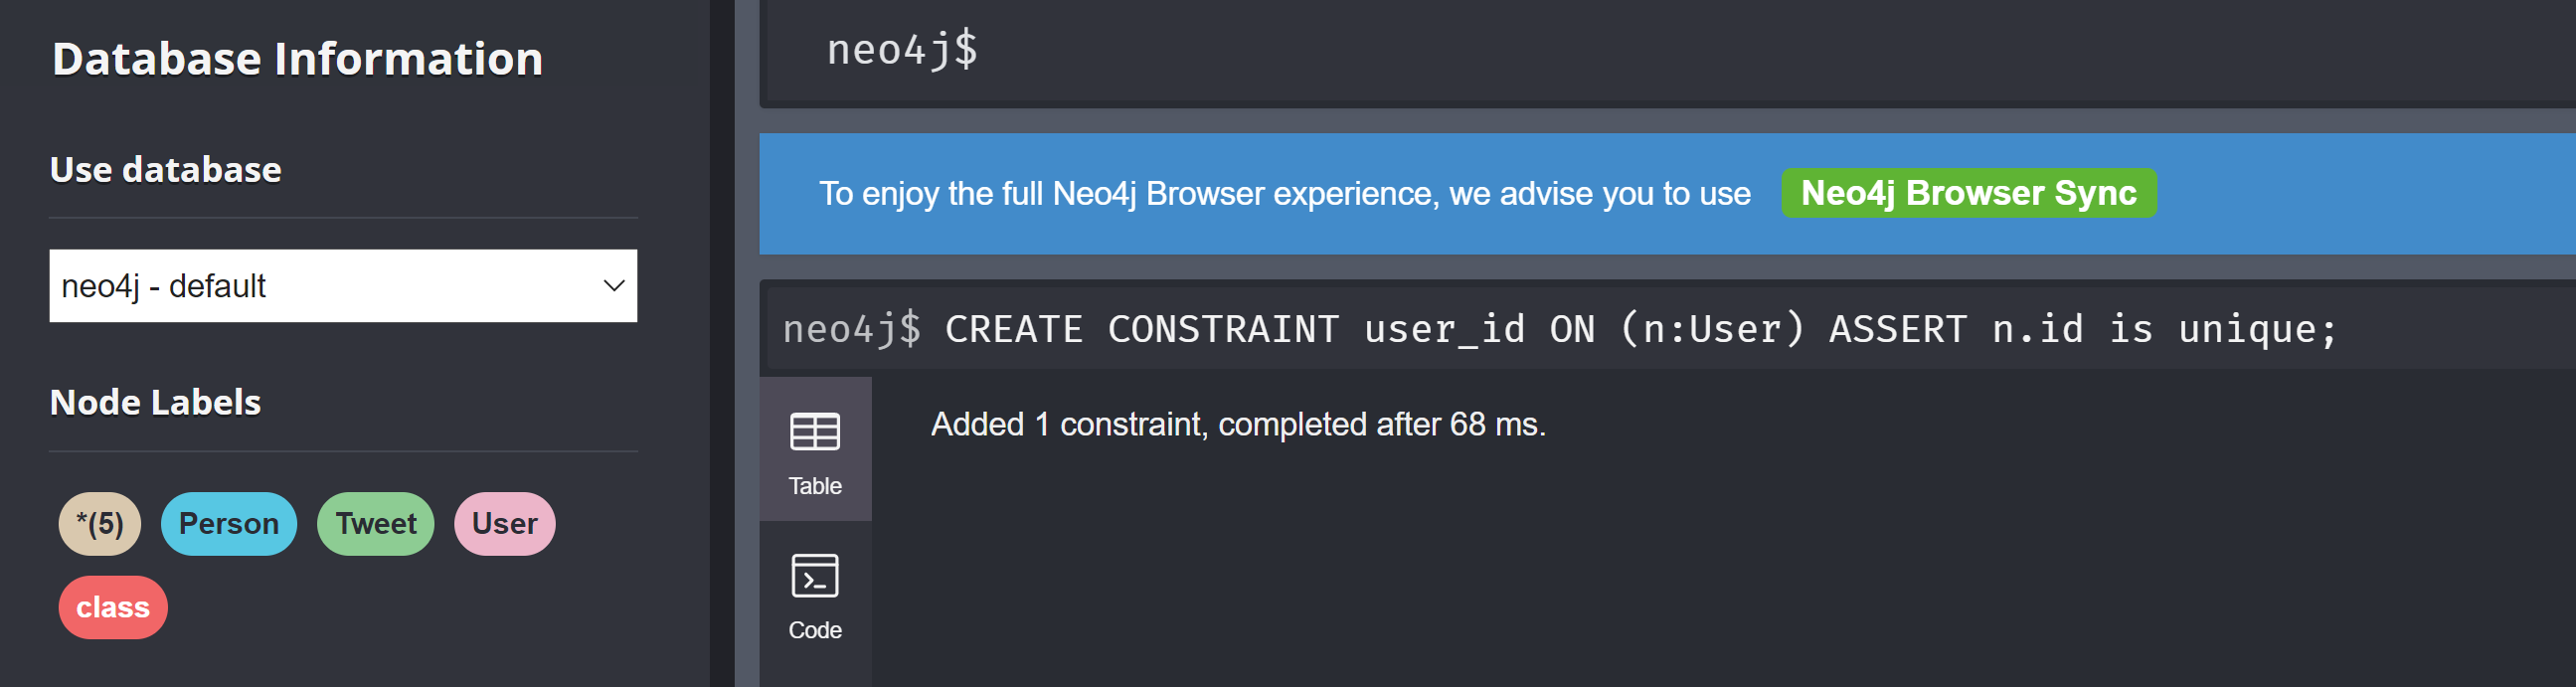 Database Information
Use database
neo4j - default
Node Labels
*(5) Person Tweet User
class
neo4j$
To enjoy the full Neo4j Browser experience, we advise you to use Neo4j Browser Sync
neo4j$ CREATE CONSTRAINT user_id ON (n:User) ASSERT n.id is unique;
Added 1 constraint, completed after 68 ms.
Table
Code